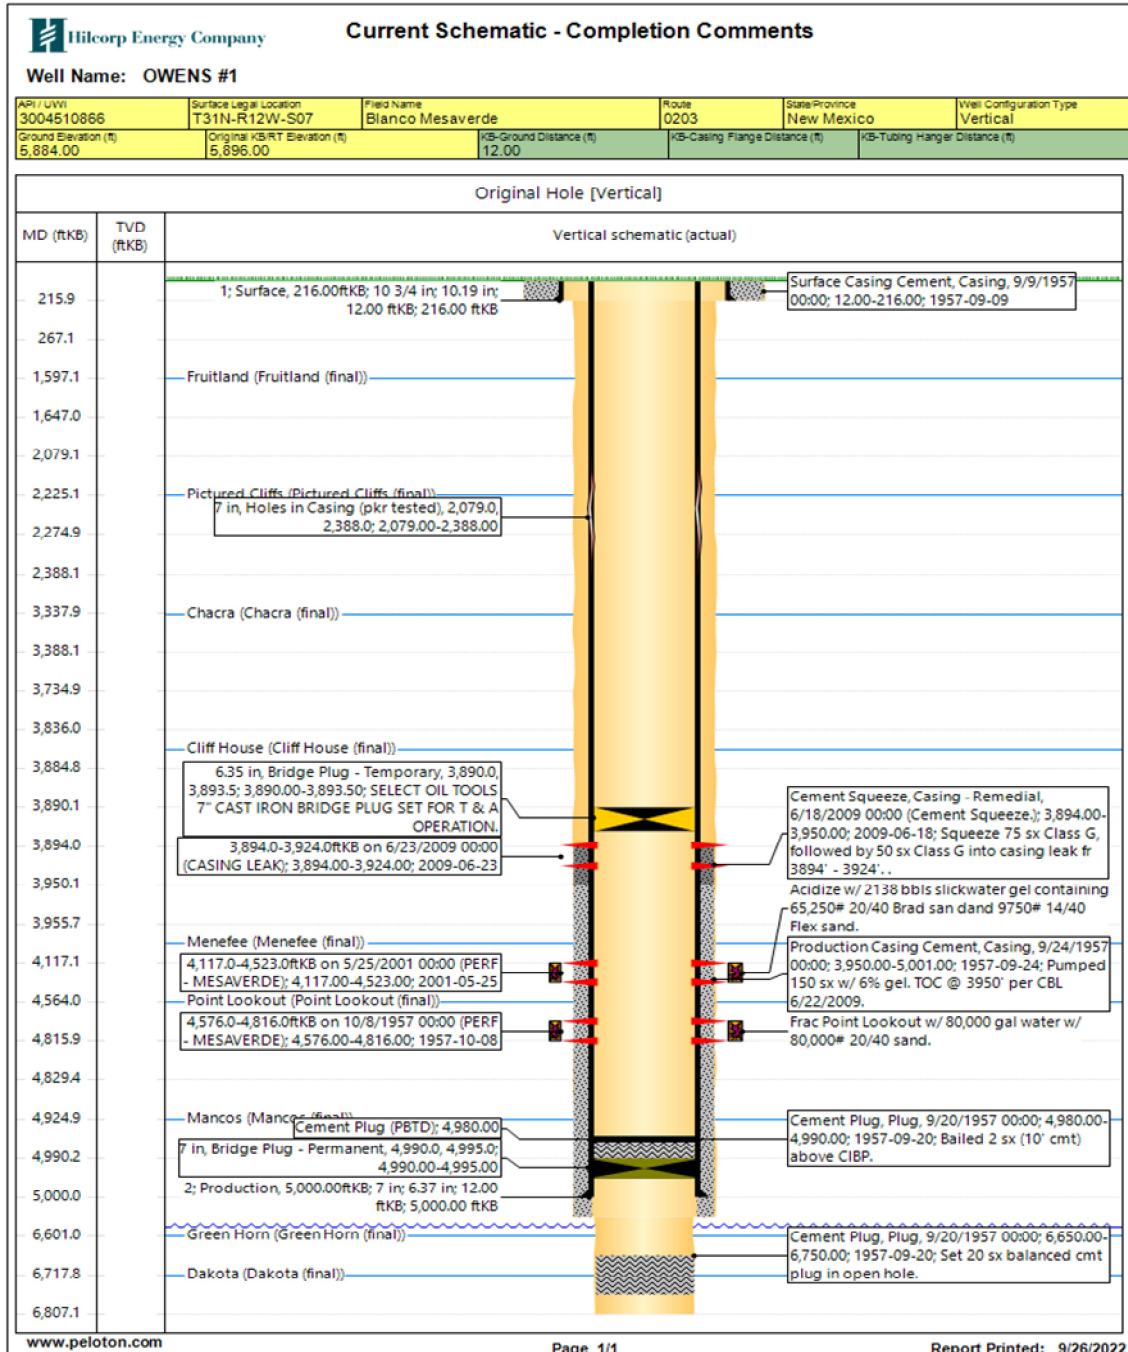 Hilcorp Energy Company
Current Schematic - Completion Comments
Well Name: OWENS #1
API / UWI
3004510866
Surface Legal Location
T31N-R12W-S07
Field Name
Blanco Mesaverde
Route
0203
State/Province
New Mexico
Well Configuration Type
Vertical
Ground Elevation (ft)
5,884.00
Original KB/RT Elevation (ft)
5,896.00
KB-Ground Distance (ft)
12.00
KB-Casing Flange Distance (ft)
KB-Tubing Hanger Distance (ft)
Original Hole [Vertical]
MD (ftKB)
TVD
(ftKB)
Vertical schematic (actual)
215.9
267.1
1,597.1
1,647.0
2,079.1
2,225.1
2,274.9
2,388.1
3,337.9
3,388.1
3,734.9
3,836.0
3,884.8
3,890.1
3,894.0
3,950.1
3,955.7
4,117.1
4,564.0
4,815.9
4,829.4
4,924.9
4,990.2
5,000.0
6,601.0
6,717.8
6,807.1
1; Surface, 216.00ftKB; 10 3/4 in; 10.19 in;
12.00 ftKB; 216.00 ftKB
Surface Casing Cement, Casing, 9/9/1957
00:00; 12.00-216.00; 1957-09-09
Fruitland (Fruitland (final))
Pictured Cliffs (Pictured Cliffs (final))
7 in, Holes in Casing (pkr tested), 2,079.0,
2,388.0; 2,079.00-2,388.00
Chacra (Chacra (final))
Cliff House (Cliff House (final))
6.35 in, Bridge Plug - Temporary, 3,890.0,
3,893.5; 3,890.00-3,893.50; SELECT OIL TOOLS
7" CAST IRON BRIDGE PLUG SET FOR T & A
OPERATION.
3,894.0-3,924.0ftKB on 6/23/2009 00:00
(CASING LEAK); 3,894.00-3,924.00; 2009-06-23
Cement Squeeze, Casing - Remedial,
6/18/2009 00:00 (Cement Squeeze.); 3,894.00-
3,950.00; 2009-06-18; Squeeze 75 sx Class G,
followed by 50 sx Class G into casing leak fr
3894' - 3924'. .
Acidize w/ 2138 bbls slickwater gel containing
65,250# 20/40 Brad san dand 9750# 14/40
Flex sand.
Menefee (Menefee (final))
4,117.0-4,523.0ftKB on 5/25/2001 00:00 (PERF
- MESAVERDE); 4,117.00-4,523.00; 2001-05-25
Production Casing Cement, Casing, 9/24/1957
00:00; 3,950.00-5,001.00; 1957-09-24; Pumped
150 sx w/ 6% gel. TOC @ 3950' per CBL
6/22/2009.
Point Lookout (Point Lookout (final))
4,576.0-4,816.0ftKB on 10/8/1957 00:00 (PERF
- MESAVERDE); 4,576.00-4,816.00; 1957-10-08
Frac Point Lookout w/ 80,000 gal water w/
80,000# 20/40 sand.
Mancos (Mancos (final))
Cement Plug (PBTD); 4,980.00
7 in, Bridge Plug - Permanent, 4,990.0, 4,995.0;
4,990.00-4,995.00
Cement Plug, Plug, 9/20/1957 00:00; 4,980.00-
4,990.00; 1957-09-20; Bailed 2 sx (10' cmt)
above CIBP.
2; Production, 5,000.00ftKB; 7 in; 6.37 in; 12.00
ftKB; 5,000.00 ftKB
Green Horn (Green Horn (final))
Cement Plug, Plug, 9/20/1957 00:00; 6,650.00-
6,750.00; 1957-09-20; Set 20 sx balanced cmt
plug in open hole.
Dakota (Dakota (final))
www.peloton.com
Page 1/1
Report Printed: 9/26/2022